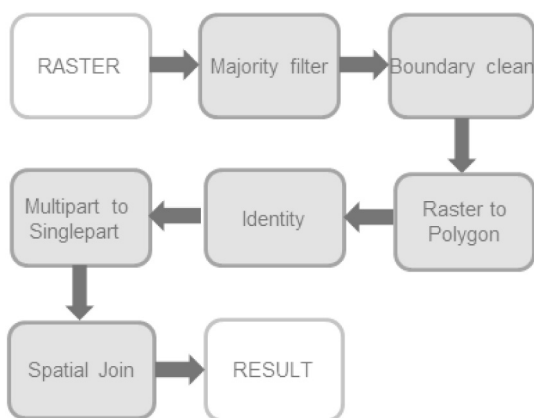 RASTER
Majority filter
Boundary clean
Raster to
Polygon
Identity
Multipart to
Singlepart
Spatial Join
RESULT